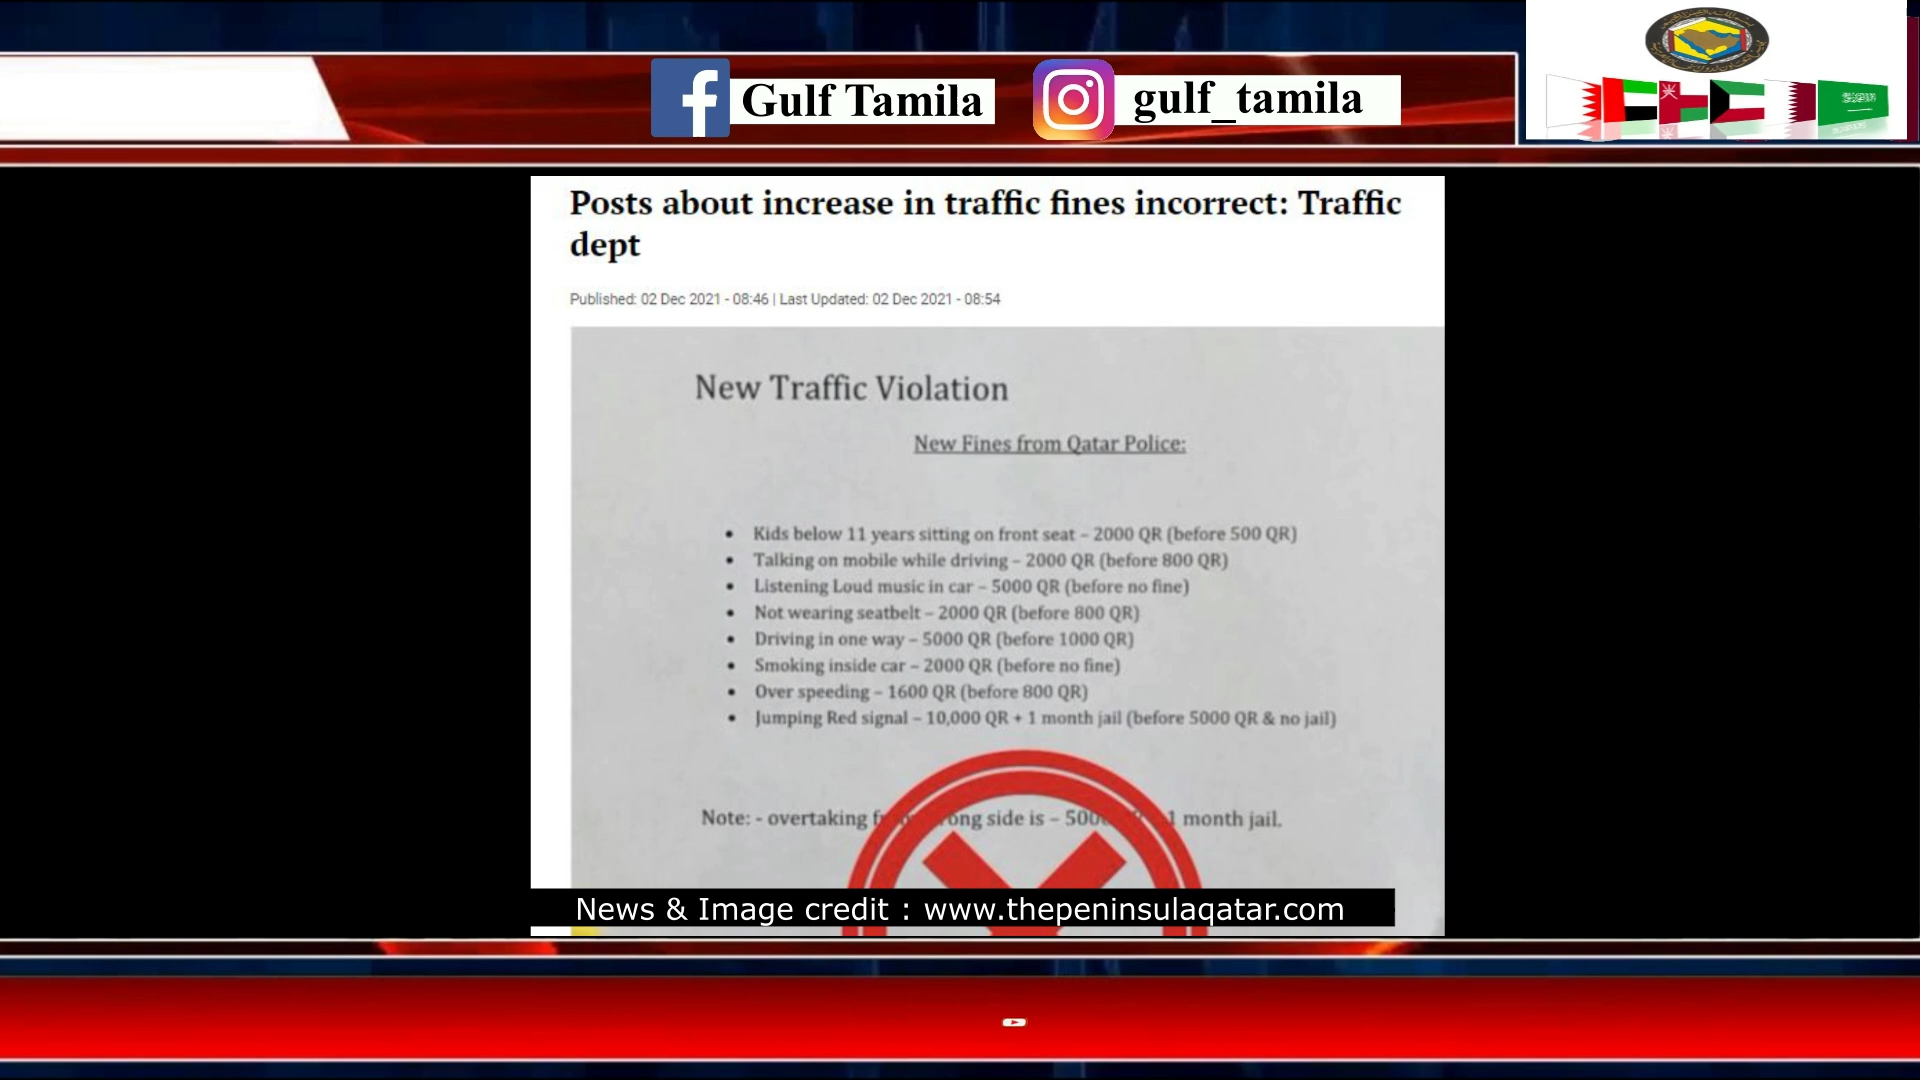 Gulf Tamila
gulf_tamila
Posts about increase in traffic fines incorrect: Traffic
dept
Published: 02 Dec 2021 - 08:46 | Last Updated: 02 Dec 2021 - 08:54
New Traffic Violation
New Fines from Qatar Police:
• Kids below 11 years sitting on front seat – 2000 QR (before 500 QR)
• Talking on mobile while driving – 2000 QR (before 800 QR)
• Listening Loud music in car – 5000 QR (before no fine)
• Not wearing seatbelt – 2000 QR (before 800 QR)
• Driving in one way – 5000 QR (before 1000 QR)
• Smoking inside car – 2000 QR (before no fine)
• Over speeding – 1600 QR (before 800 QR)
• Jumping Red signal – 10,000 QR + 1 month jail (before 5000 QR & no jail)
Note: - overtaking side is – 1 month jail.
News & Image credit : www.thepeninsulaqatar.com